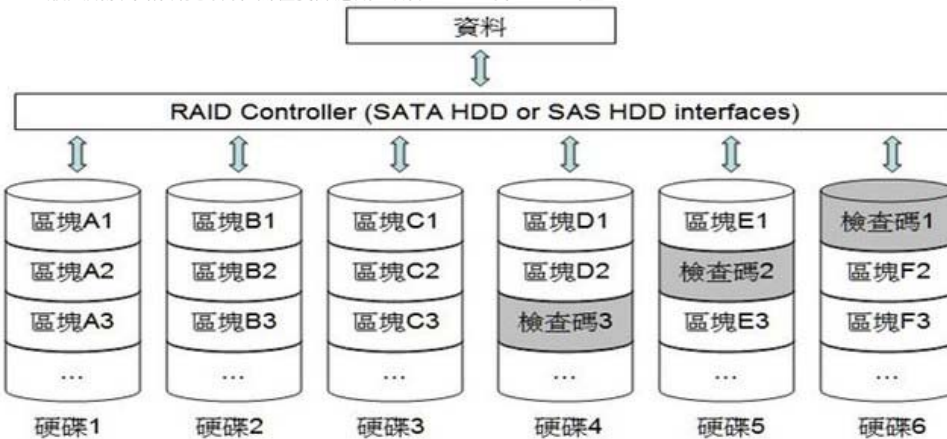 資料
RAID Controller (SATA HDD or SAS HDD interfaces)
區塊A1 區塊B1 區塊C1 區塊D1 區塊E1 檢查碼1
區塊A2 區塊B2 區塊C2 區塊D2 檢查碼2 區塊F2
區塊A3 區塊B3 區塊C3 檢查碼3 區塊E3 區塊F3
... ... ... ... ... ...
硬碟1 硬碟2 硬碟3 硬碟4 硬碟5 硬碟6